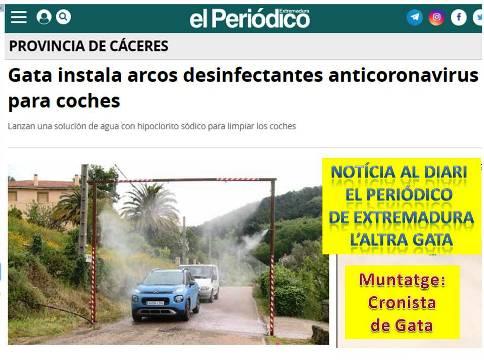 el Periódico
Extremadura
PROVINCIA DE CÁCERES
Gata instala arcos desinfectantes anticoronavirus
para coches
Lanzan una solución de agua con hipoclorito sódico para limpiar los coches
NOTÍCIA AL DIARI
EL PERIÓDICO
DE EXTREMADURA
L'ALTRA GATA
Muntatge:
Cronista
de Gata